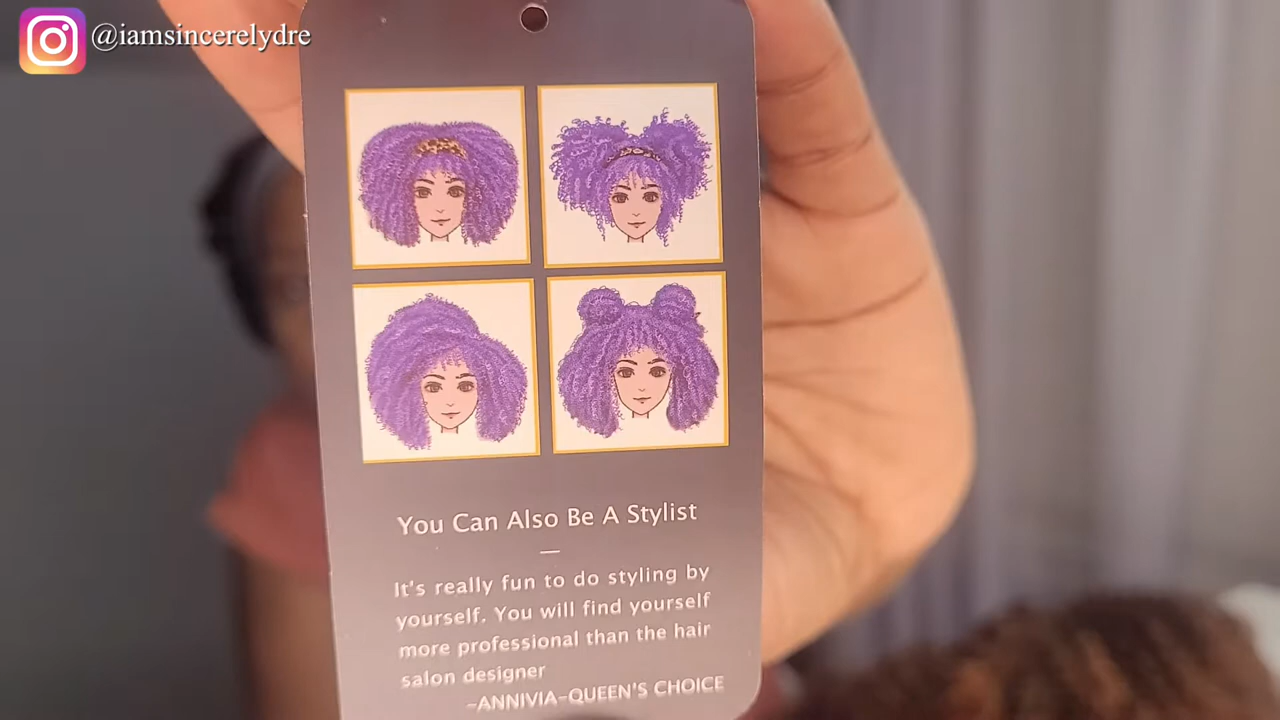 @iamsincerelydre
You Can Also Be A Stylist
It's really fun to do styling by
yourself. You will find yourself
more professional than the hair
salon designer
-ANNIVIA-QUEEN'S CHOICE